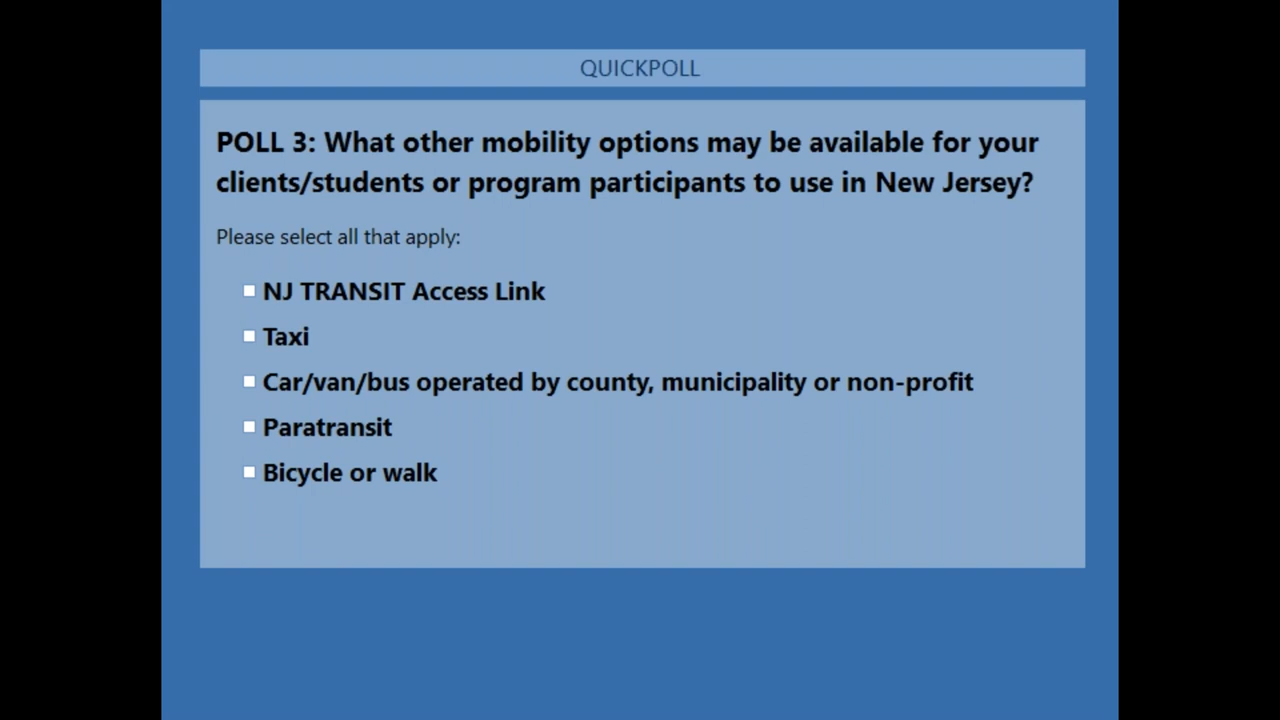 QUICKPOLL
POLL 3: What other mobility options may be available for your
clients/students or program participants to use in New Jersey?
Please select all that apply:
NJ TRANSIT Access Link
Taxi
Car/van/bus operated by county, municipality or non-profit
Paratransit
Bicycle or walk